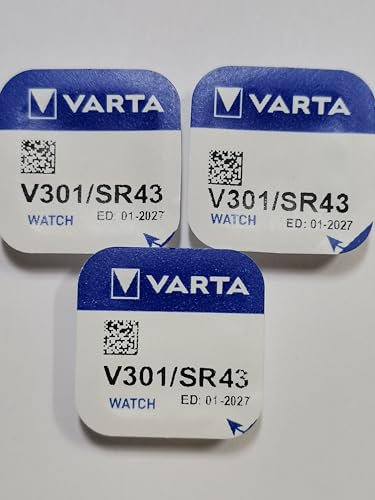 VARTA
V301/SR43
WATCH ED: 01-2027
VARTA
V301/SR43
WATCH ED: 01-2027
VARTA
V301/SR43
WATCH ED: 01-2027